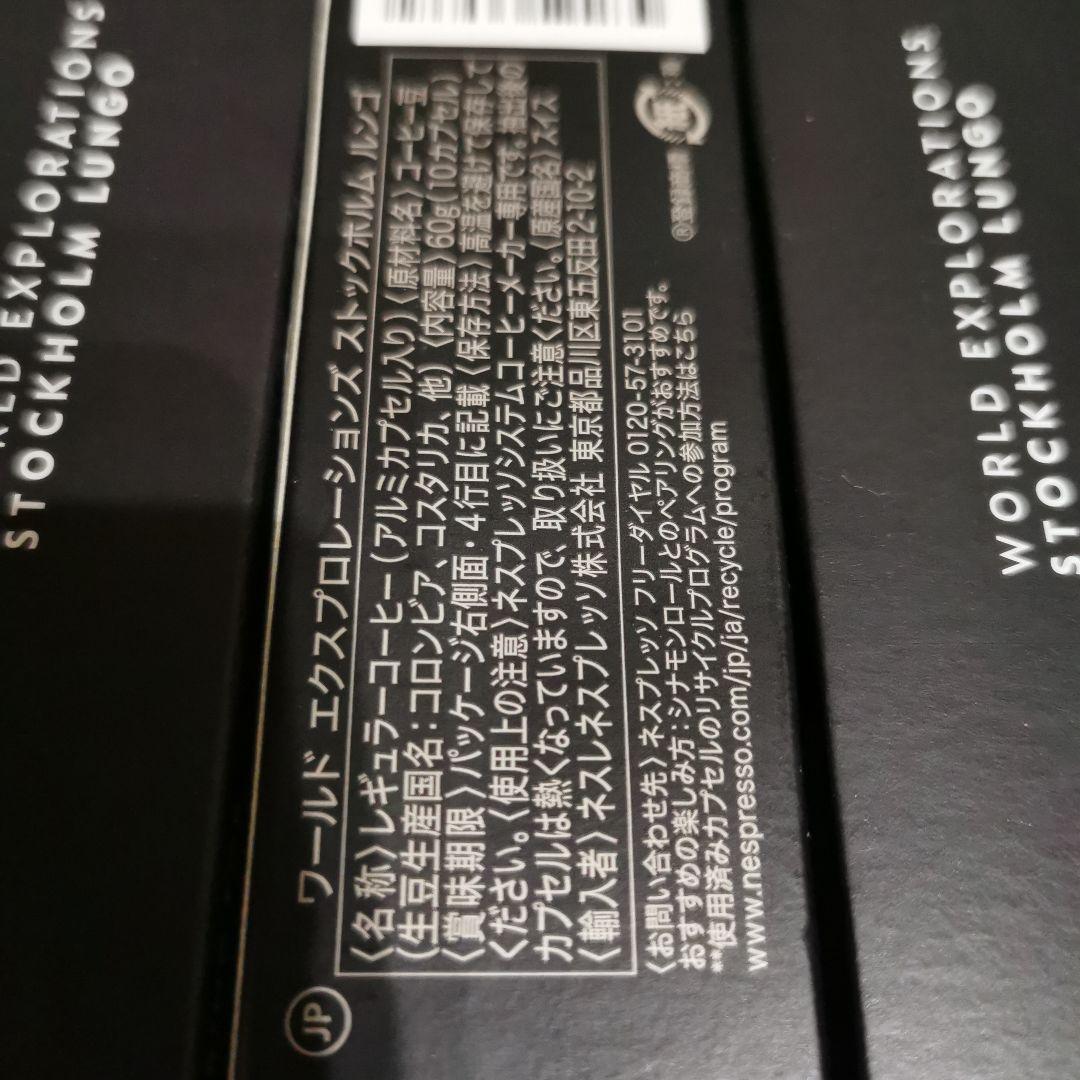 EXPLORATIONS
STOCKHOLM LUNGO
JP
ワールド エクスプロレーションズ ストックホルム ルンゴ
〈名称〉レギュラーコーヒー(アルミカプセル入り)〈原材料名〉コーヒー豆
(生豆生産国名:コロンビア、コスタリカ、他)〈内容量〉60g(10カプセル)
〈賞味期限〉パッケージ右側面・4行目に記載〈保存方法〉高温を避けて保存して
ください。〈使用上の注意〉ネスプレッソシステムコーヒーメーカー専用です。抽出後の
カプセルは熱くなっていますので、取り扱いにご注意ください。〈原産国名〉スイス
〈輸入者〉ネスレネスプレッソ株式会社 東京都品川区東五反田2-10-2
〈お問い合わせ先〉ネスプレッソ フリーダイヤル 0120-57-3101
おすすめの楽しみ方:シナモンロールとのペアリングがおすすめです。
**使用済みカプセルのリサイクルプログラムへの参加方法はこちら
www.nespresso.com/jp/ja/recycle/program
®登録商標
WORLD EXPLORATIONS
STOCKHOLM LUNGO